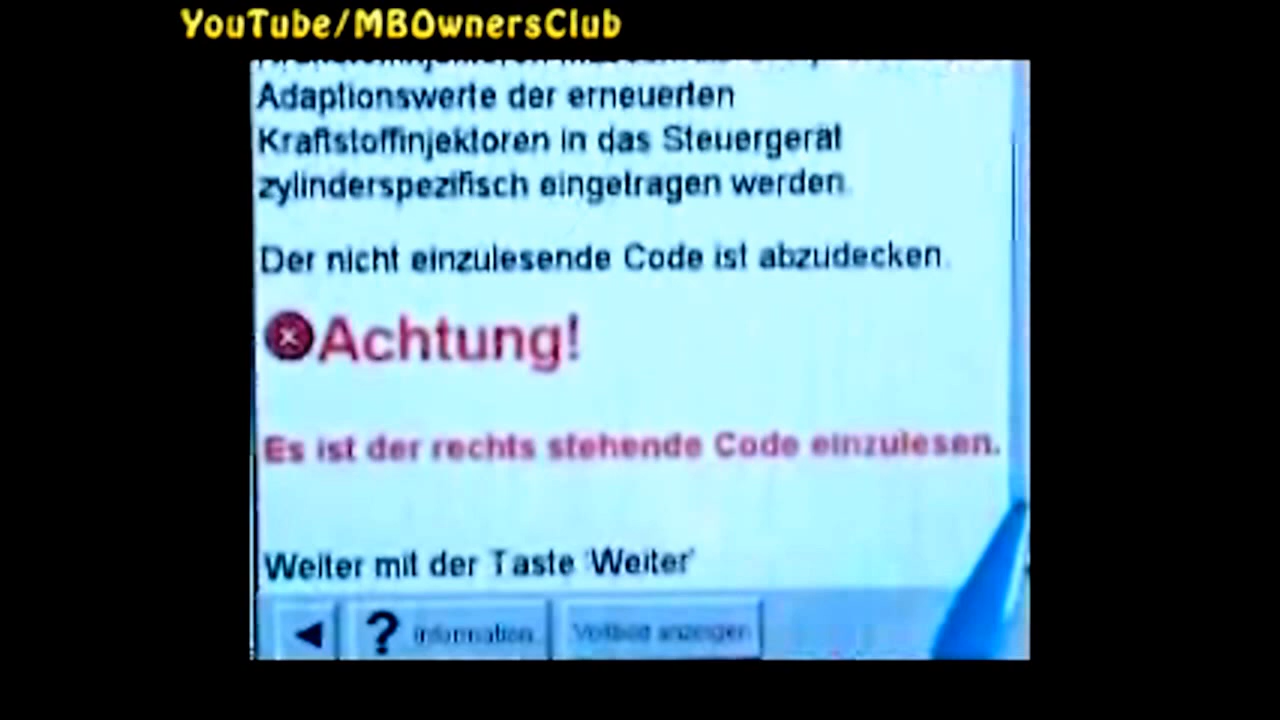 YouTube/MBOwnersClub
Adaptionswerte der erneuerten
Kraftstoffinjektoren in das Steuergerät
zylinderspezifisch eingetragen werden.
Der nicht einzulesende Code ist abzudecken.
Achtung!
Es ist der rechts stehende Code einzulesen.
Weiter mit der Taste 'Weiter'
? Information
Vollbild anzeigen